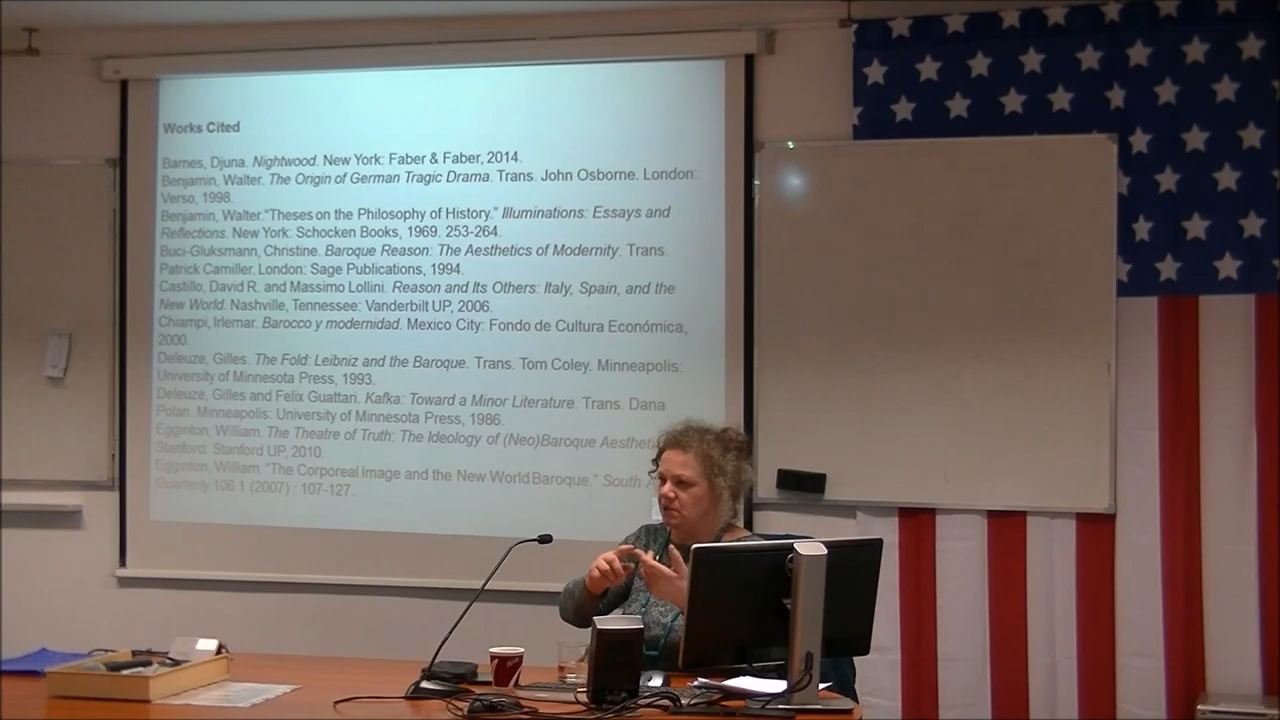 Works Cited
Barnes, Djuna. Nightwood. New York: Faber & Faber, 2014.
Benjamin, Walter. The Origin of German Tragic Drama. Trans. John Osborne. London:
Verso, 1998.
Benjamin, Walter."Theses on the Philosophy of History." Illuminations: Essays and
Reflections. New York: Schocken Books, 1969. 253-264.
Buci-Gluksmann, Christine. Baroque Reason: The Aesthetics of Modernity. Trans.
Patrick Camiller. London: Sage Publications, 1994.
Castillo, David R. and Massimo Lollini. Reason and Its Others: Italy, Spain, and the
New World. Nashville, Tennessee: Vanderbilt UP, 2006.
Chiampi, Irlemar. Barocco y modernidad. Mexico City: Fondo de Cultura Económica,
2000.
Deleuze, Gilles. The Fold: Leibniz and the Baroque. Trans. Tom Coley. Minneapolis:
University of Minnesota Press, 1993.
Deleuze, Gilles and Felix Guattari. Kafka: Toward a Minor Literature. Trans. Dana
Polan. Minneapolis: University of Minnesota Press, 1986.
Egginton, William. The Theatre of Truth: The Ideology of (Neo)Baroque
Stanford: Stanford UP, 2010.
Egginton, William. "The Corporeal Image and the New World Baroque." South
Quarterly 106.1 (2007) : 107-127.